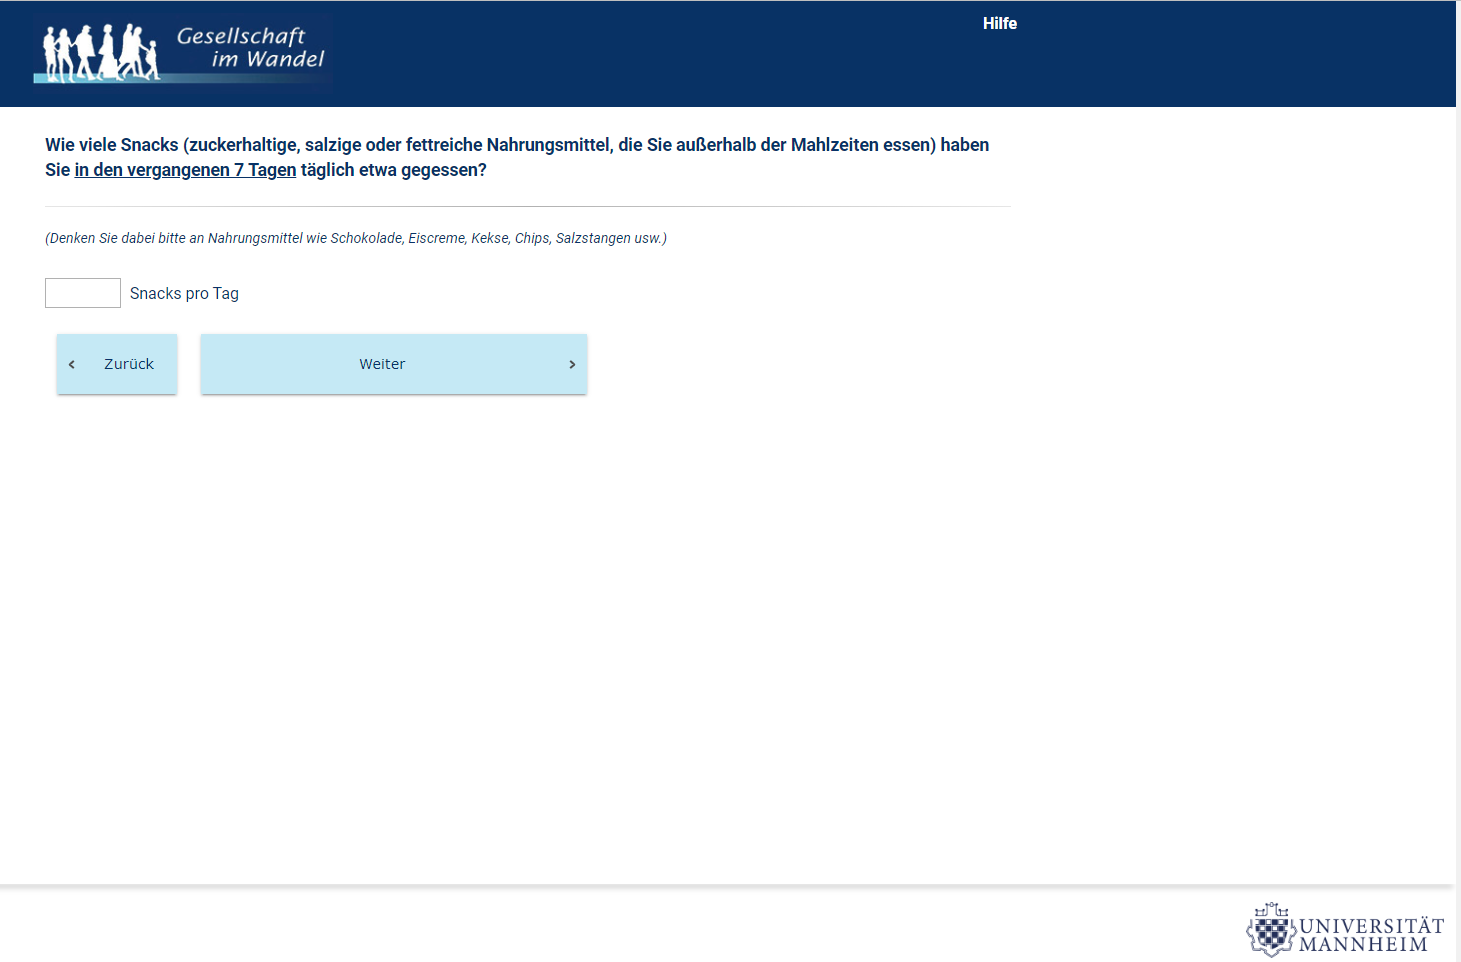 Gesellschaft
im Wandel
Hilfe
Wie viele Snacks (zuckerhaltige, salzige oder fettreiche Nahrungsmittel, die Sie außerhalb der Mahlzeiten essen) haben
Sie in den vergangenen 7 Tagen täglich etwa gegessen?
(Denken Sie dabei bitte an Nahrungsmittel wie Schokolade, Eiscreme, Kekse, Chips, Salzstangen usw.)
Snacks pro Tag
‹ Zurück
Weiter ›
UNIVERSITÄT
MANNHEIM